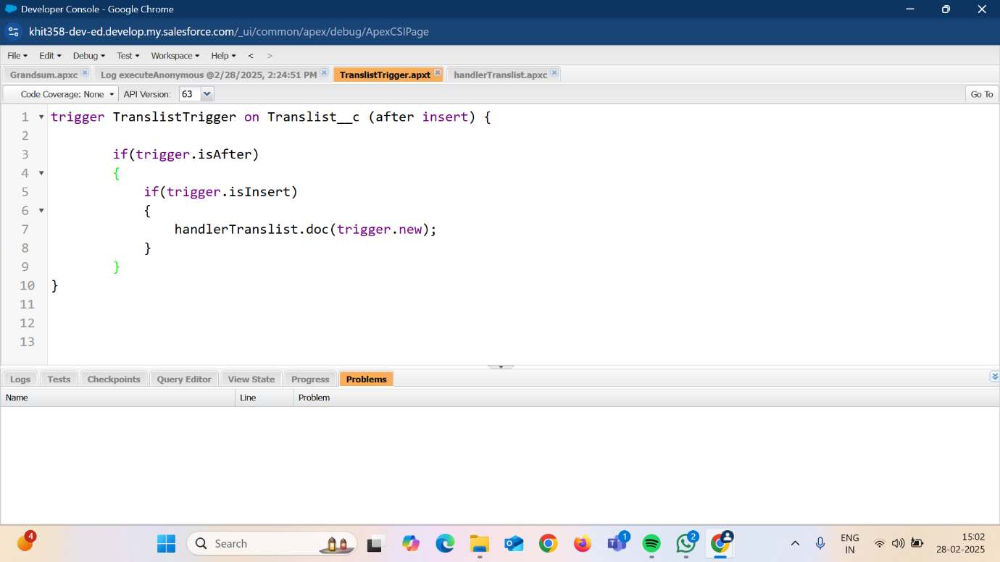 Developer Console - Google Chrome
khit358-dev-ed.develop.my.salesforce.com/_ui/common/apex/debug/ApexCSIPage
File Edit Debug Test Workspace Help < >
Grandsum.apxc Log executeAnonymous @2/28/2025, 2:24:51 PM TranslistTrigger.apxt handlerTranslist.apxc
Code Coverage: None API Version: 63 Go To
1 trigger TranslistTrigger on Translist__c (after insert) {
2
3 if(trigger.isAfter)
4 {
5 if(trigger.isInsert)
6 {
7 handlerTranslist.doc(trigger.new);
8 }
9 }
10 }
11
12
13
Logs Tests Checkpoints Query Editor View State Progress Problems
Name Line Problem
4 Search 1 2 ENG 15:02
IN 28-02-2025